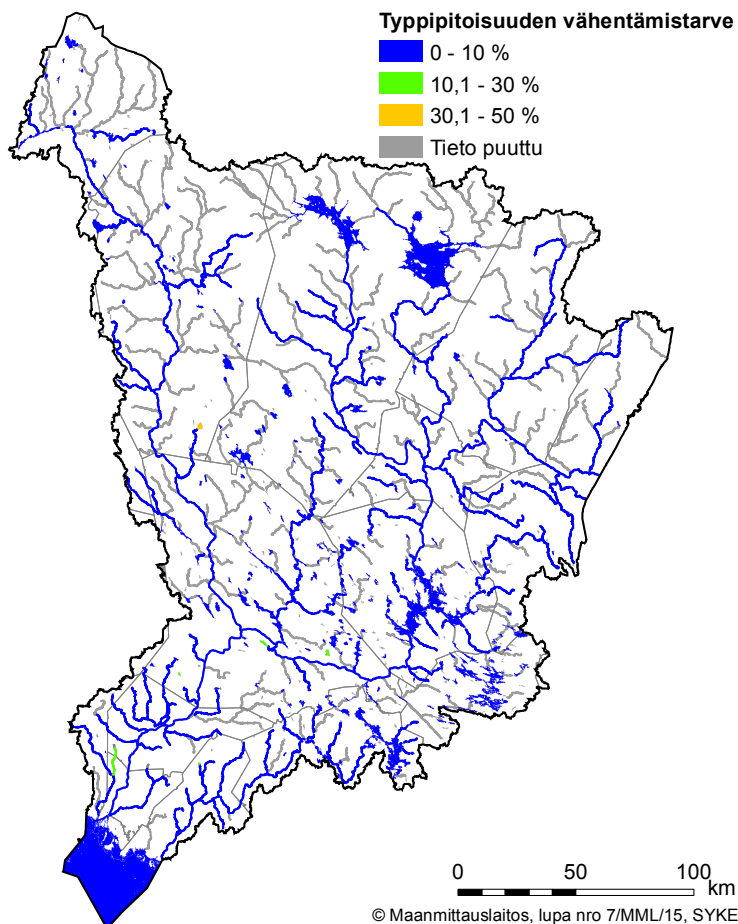 Typpipitoisuuden vähentämistarve
0 - 10 %
10,1 - 30 %
30,1 - 50 %
Tieto puuttu
0 50 100
km
© Maanmittauslaitos, lupa nro 7/MML/15, SYKE